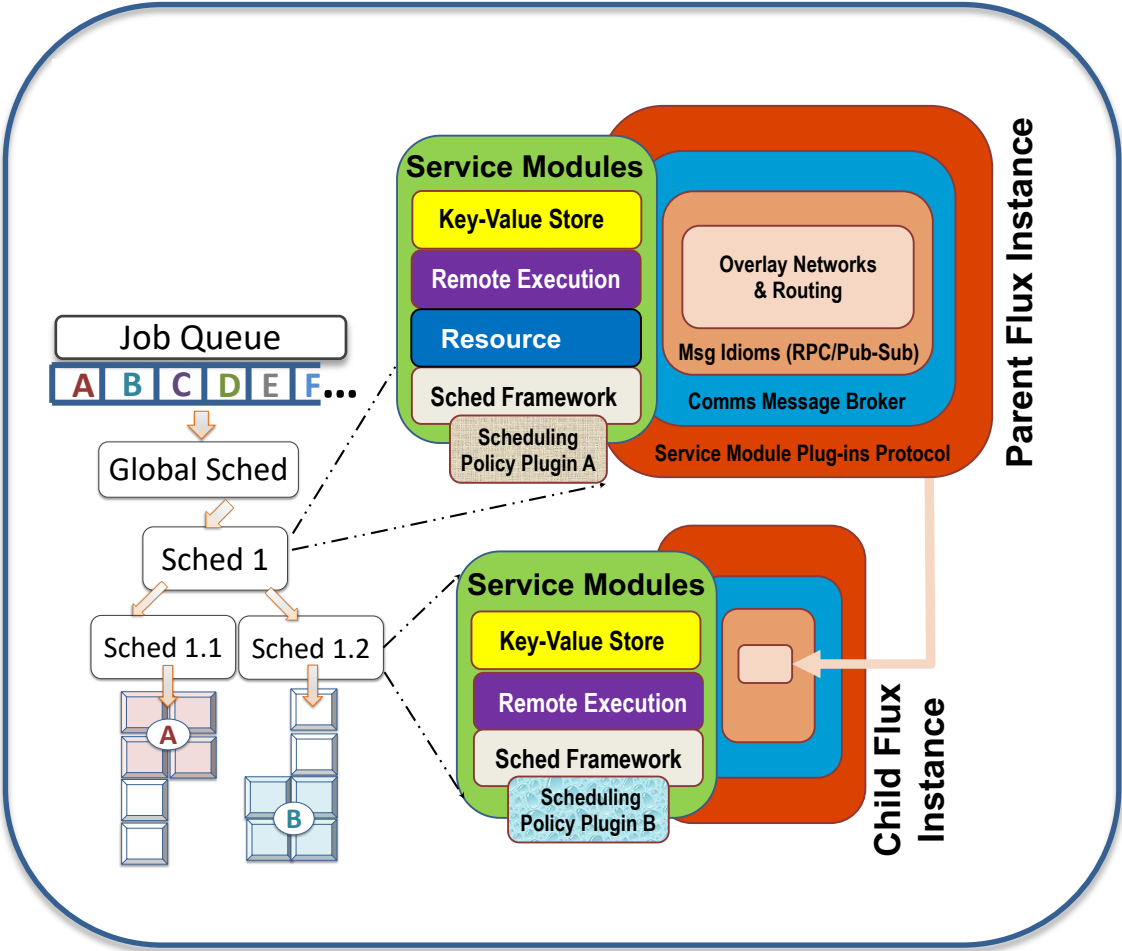 Job Queue
A B C D E F...
Global Sched
Sched 1
Sched 1.1
Sched 1.2
A
B
Service Modules
Key-Value Store
Remote Execution
Resource
Sched Framework
Scheduling
Policy Plugin A
Overlay Networks
& Routing
Msg Idioms (RPC/Pub-Sub)
Comms Message Broker
Service Module Plug-ins Protocol
Parent Flux Instance
Service Modules
Key-Value Store
Remote Execution
Sched Framework
Scheduling
Policy Plugin B
Child Flux
Instance